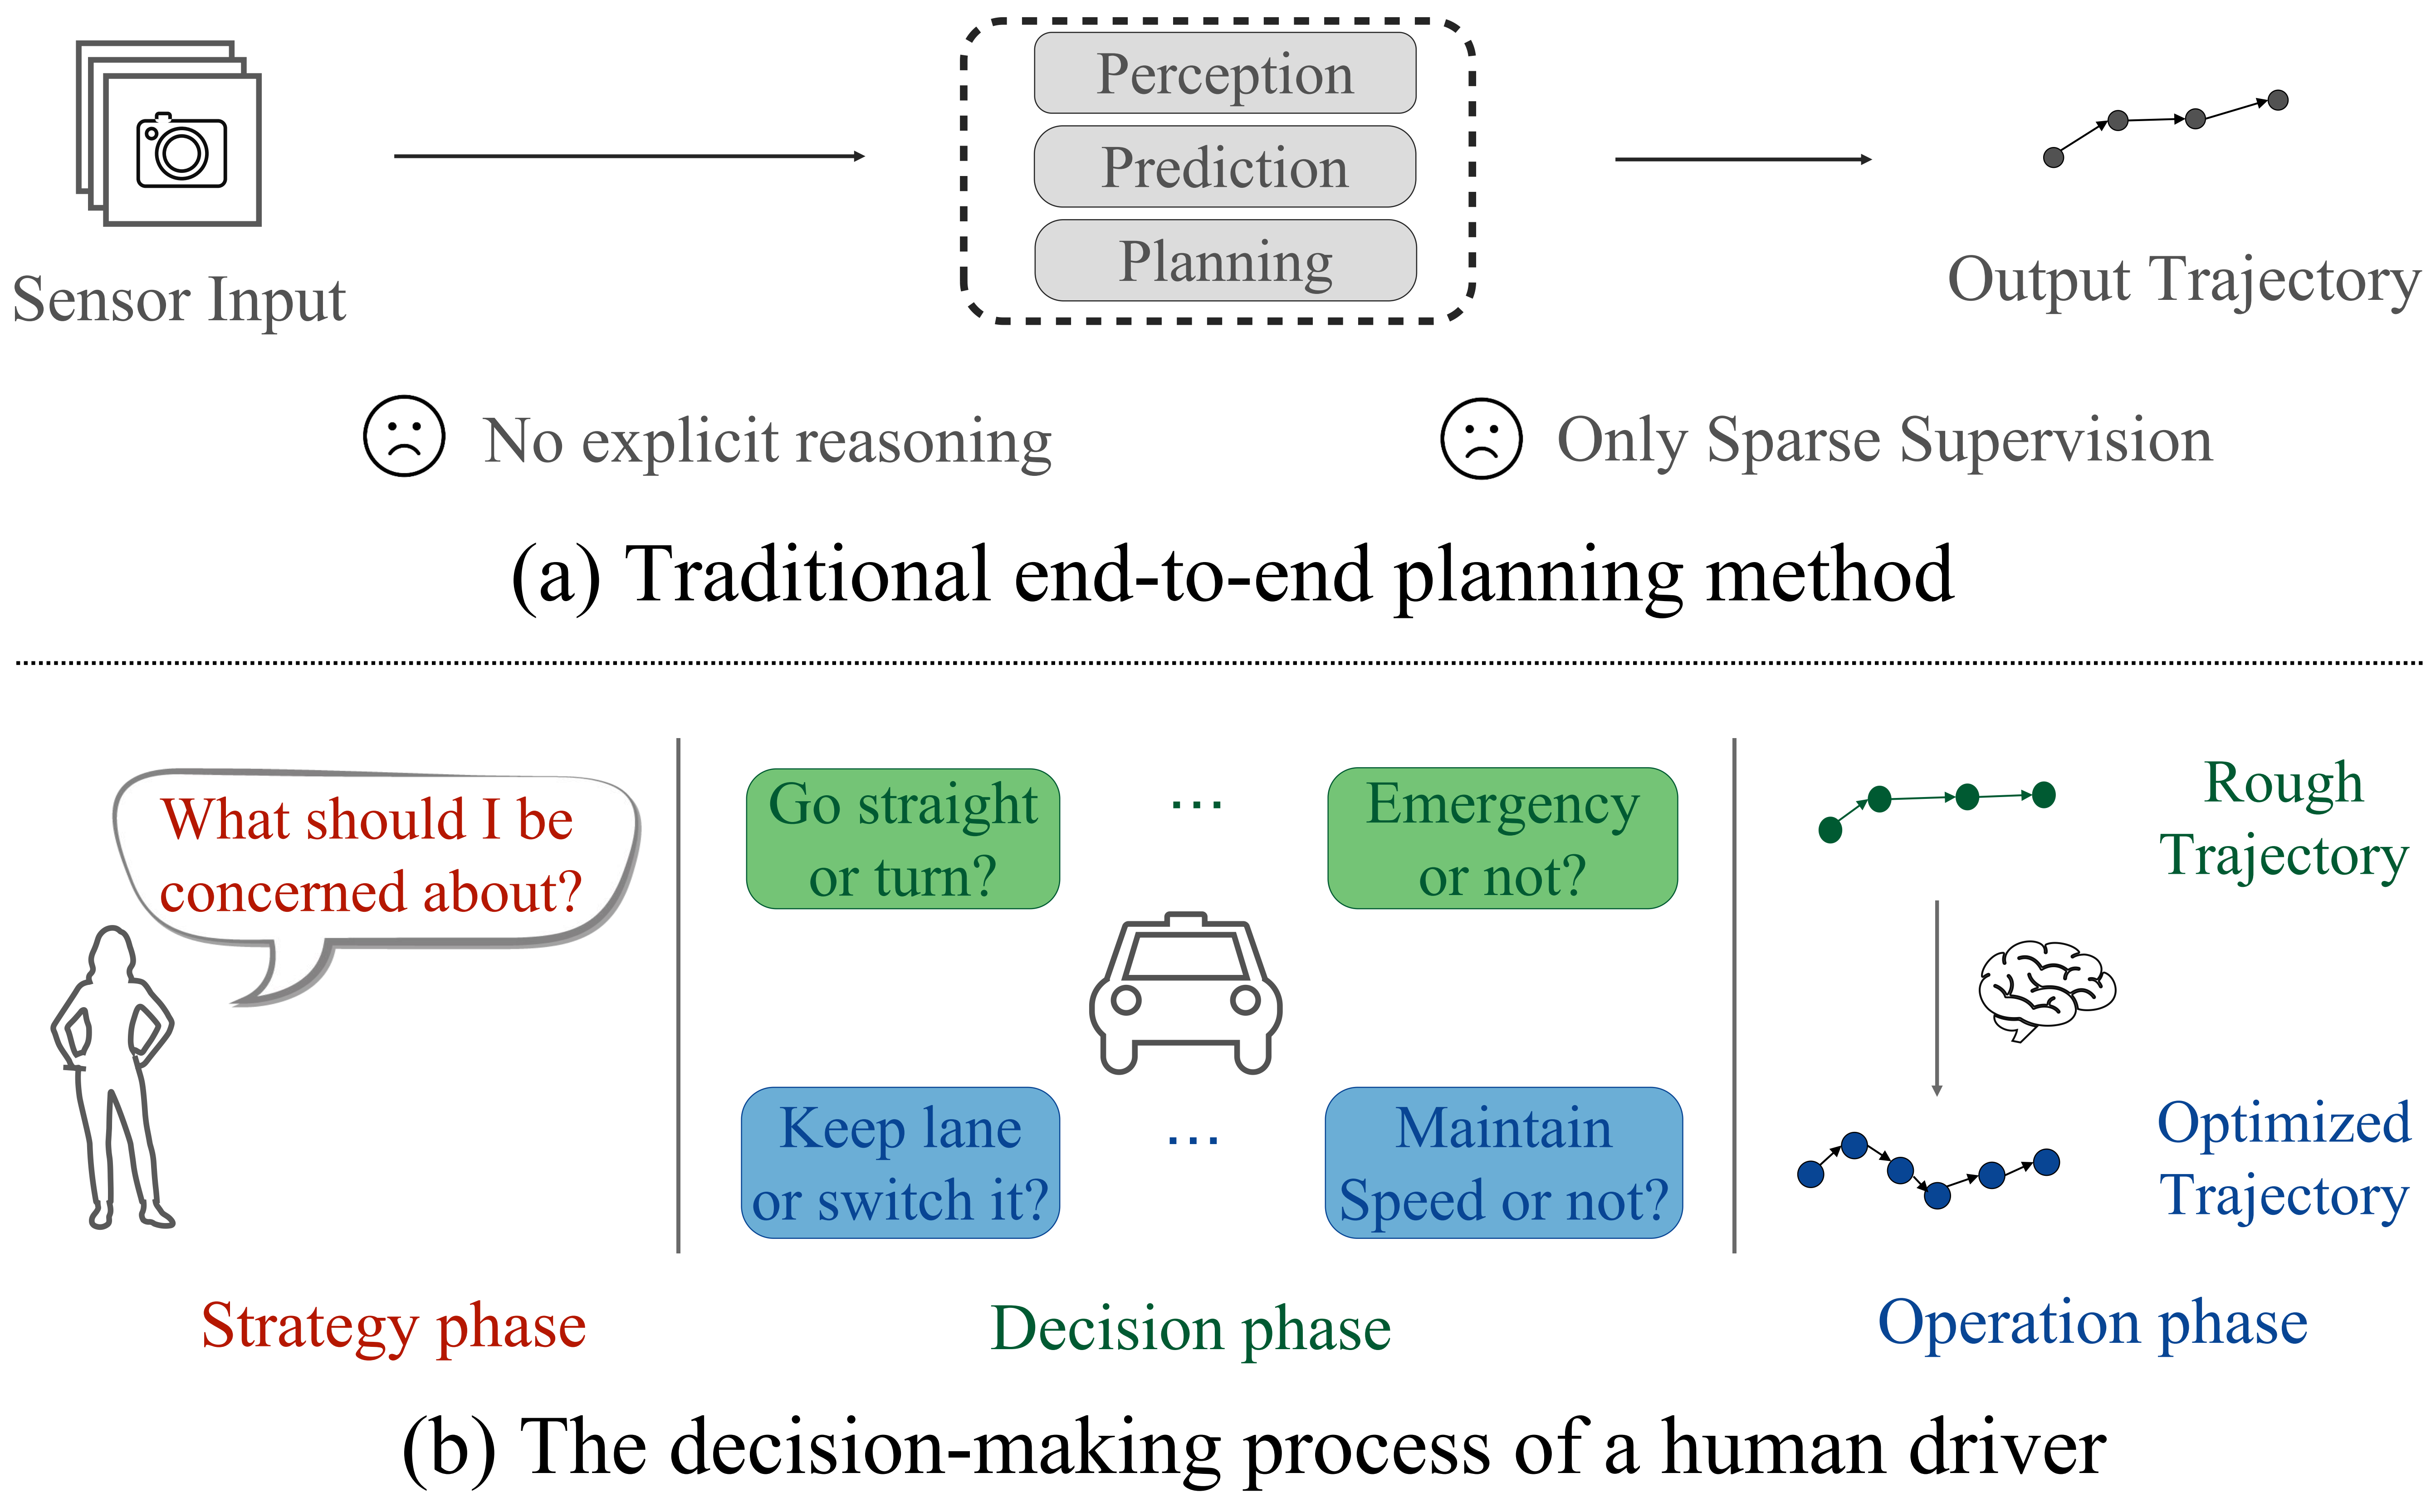 Perception
Prediction
Planning
Sensor Input
Output Trajectory
No explicit reasoning
Only Sparse Supervision
(a) Traditional end-to-end planning method
What should I be
concerned about?
Go straight
or turn?
...
Emergency
or not?
Keep lane
or switch it?
...
Maintain
Speed or not?
Rough
Trajectory
Optimized
Trajectory
Strategy phase
Decision phase
Operation phase
(b) The decision-making process of a human driver